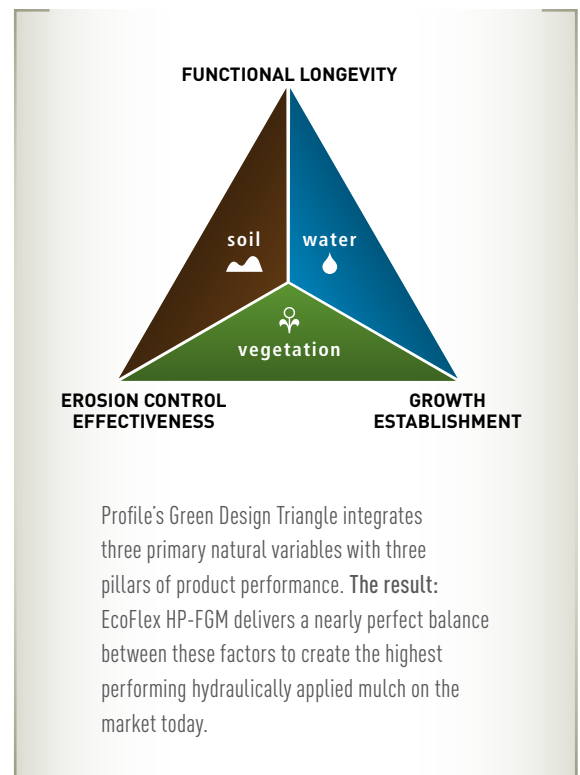 FUNCTIONAL LONGEVITY
soil
water
vegetation
EROSION CONTROL
EFFECTIVENESS
GROWTH
ESTABLISHMENT
Profile’s Green Design Triangle integrates
three primary natural variables with three
pillars of product performance. The result:
EcoFlex HP-FGM delivers a nearly perfect balance
between these factors to create the highest
performing hydraulically applied mulch on the
market today.